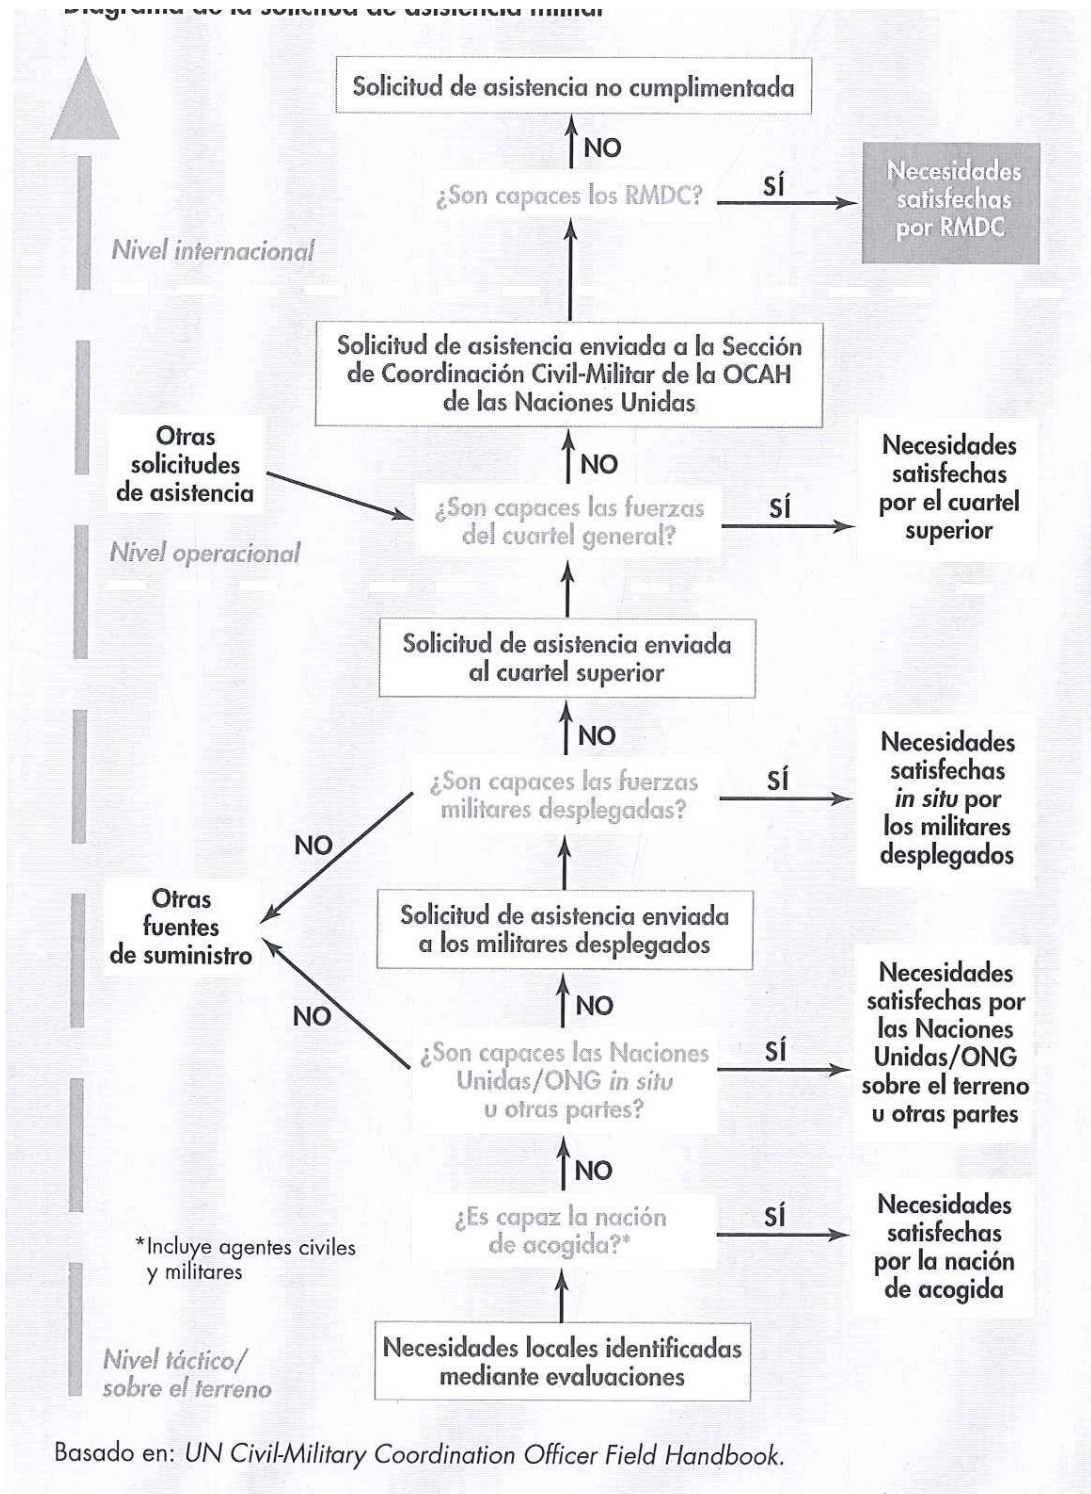 Diagrama de la solicitud de asistencia militar
Solicitud de asistencia no cumplimentada
NO
¿Son capaces los RMDC?
SÍ
Necesidades
satisfechas
por RMDC
Nivel internacional
Solicitud de asistencia enviada a la Sección
de Coordinación Civil-Militar de la OCAH
de las Naciones Unidas
Otras
solicitudes
de asistencia
NO
¿Son capaces las fuerzas
del cuartel general?
SÍ
Necesidades
satisfechas
por el cuartel
superior
Nivel operacional
Solicitud de asistencia enviada
al cuartel superior
NO
¿Son capaces las fuerzas
militares desplegadas?
SÍ
Necesidades
satisfechas
in situ por
los militares
desplegados
NO
Otras
fuentes
de suministro
Solicitud de asistencia enviada
a los militares desplegados
NO
NO
¿Son capaces las Naciones
Unidas/ONG in situ
u otras partes?
SÍ
Necesidades
satisfechas por
las Naciones
Unidas/ONG
sobre el terreno
u otras partes
NO
¿Es capaz la nación
de acogida?*
SÍ
Necesidades
satisfechas
por la nación
de acogida
*Incluye agentes civiles
y militares
Necesidades locales identificadas
mediante evaluaciones
Nivel táctico/
sobre el terreno
Basado en: UN Civil-Military Coordination Officer Field Handbook.